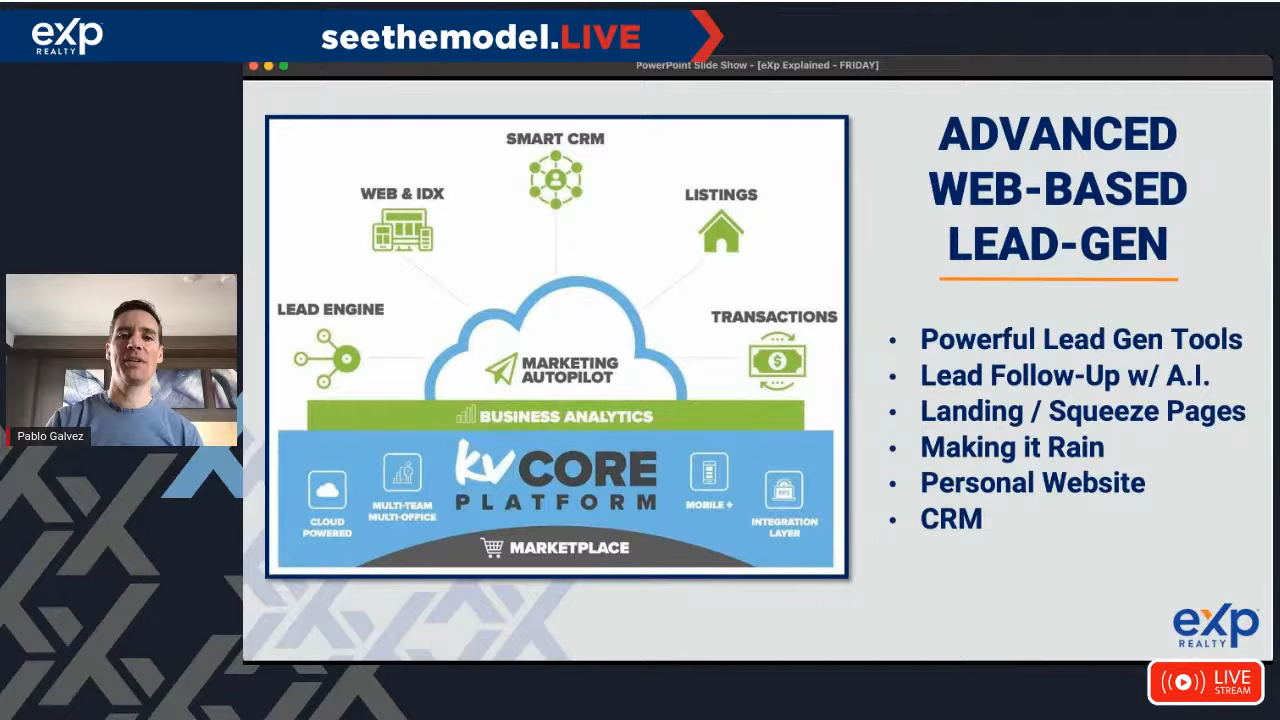 eXp
REALTY
seethemodel.LIVE
PowerPoint Slide Show - [eXp Explained - FRIDAY]
SMART CRM
WEB & IDX
LISTINGS
LEAD ENGINE
TRANSACTIONS
MARKETING
AUTOPILOT
BUSINESS ANALYTICS
kvCORE
PLATFORM
CLOUD
POWERED
MULTI-TEAM
MULTI-OFFICE
MOBILE +
INTEGRATION
LAYER
MARKETPLACE
ADVANCED
WEB-BASED
LEAD-GEN
• Powerful Lead Gen Tools
• Lead Follow-Up w/ A.I.
• Landing / Squeeze Pages
• Making it Rain
• Personal Website
• CRM
Pablo Galvez
eXp
REALTY
LIVE
STREAM